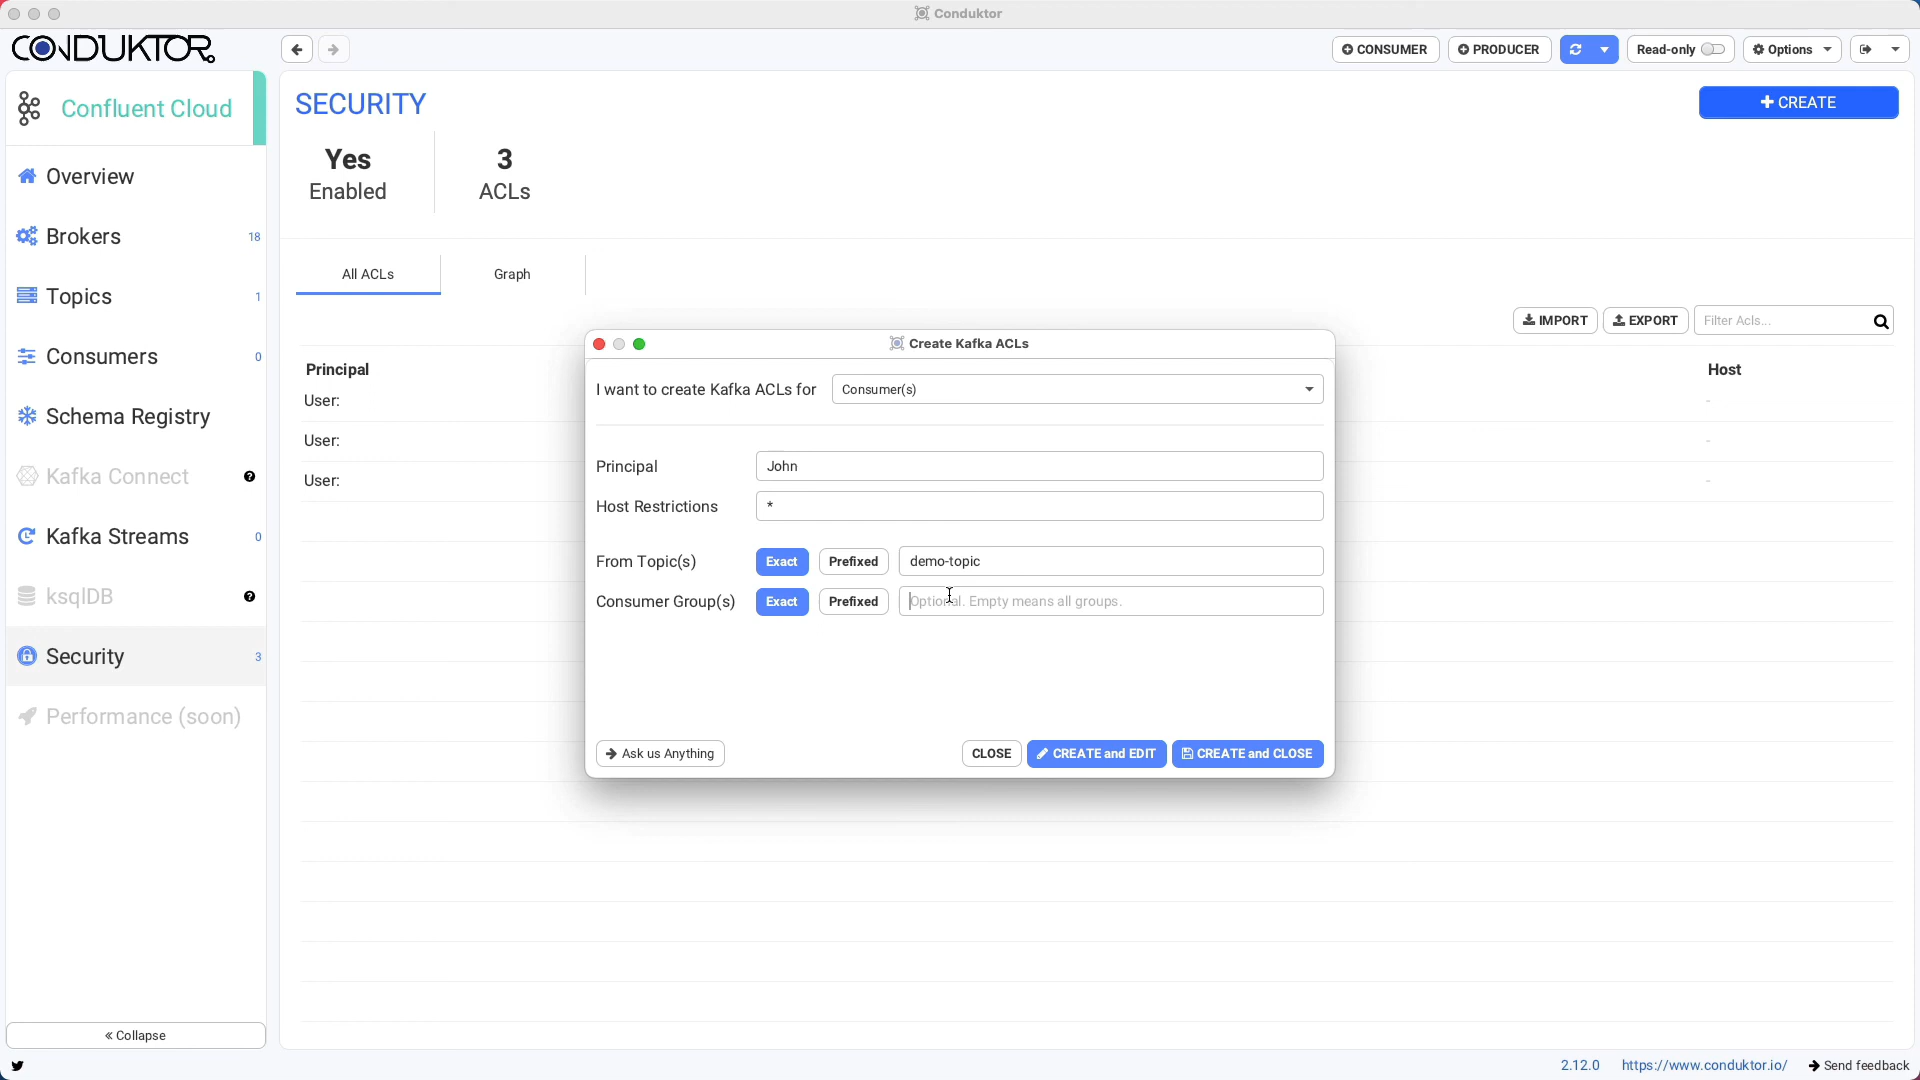 Conduktor
CONDUKTOR
CONSUMER
PRODUCER
Read-only
Options
Confluent Cloud
SECURITY
+ CREATE
Yes
Enabled
3
ACLs
Overview
Brokers 18
Topics 1
Consumers 0
Schema Registry
Kafka Connect ?
Kafka Streams 0
ksqlDB ?
Security 3
Performance (soon)
All ACLs
Graph
IMPORT
EXPORT
Filter Acls...
Principal
Host
User: -
User: -
User: -
Create Kafka ACLs
I want to create Kafka ACLs for Consumer(s)
Principal John
Host Restrictions *
From Topic(s) Exact Prefixed demo-topic
Consumer Group(s) Exact Prefixed Optional. Empty means all groups.
Ask us Anything
CLOSE
CREATE and EDIT
CREATE and CLOSE
« Collapse
2.12.0
https://www.conduktor.io/
Send feedback